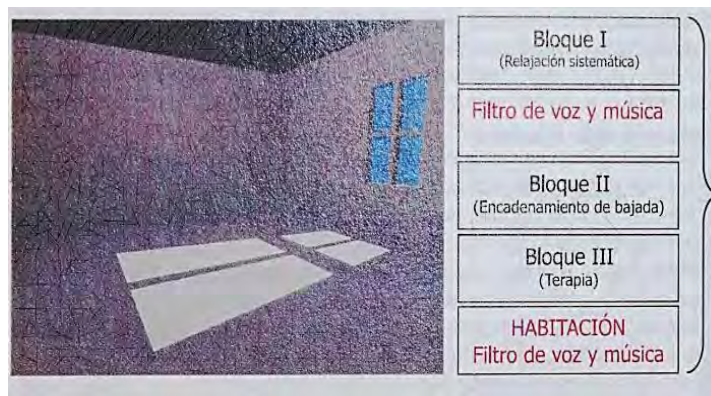 Bloque I
(Relajación sistemática)
Filtro de voz y música
Bloque II
(Encadenamiento de bajada)
Bloque III
(Terapia)
HABITACIÓN
Filtro de voz y música